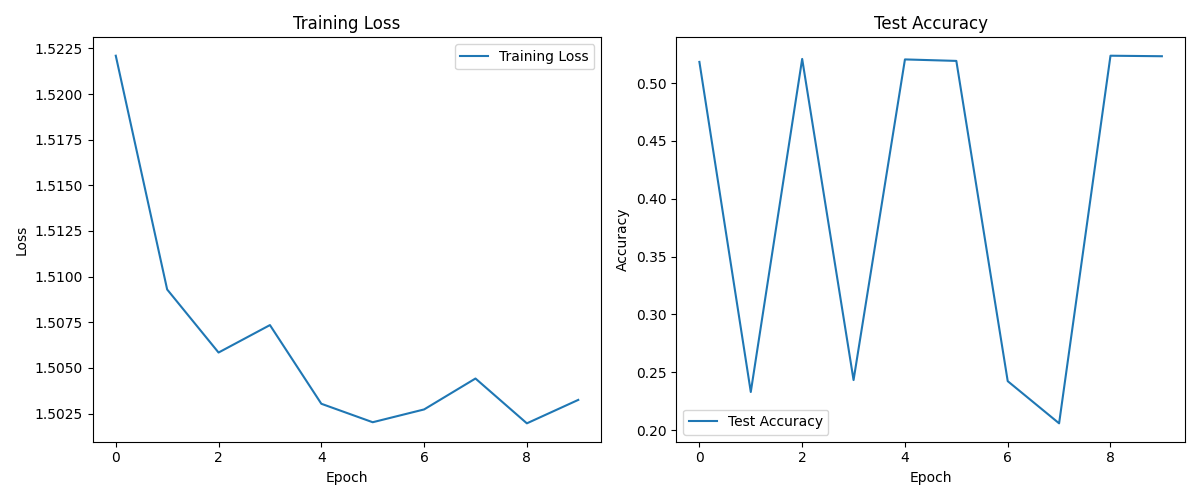 Training Loss
1.5225
1.5200
1.5175
1.5150
1.5125
1.5100
1.5075
1.5050
1.5025
Loss
0 2 4 6 8
Epoch
Training Loss
Test Accuracy
0.50
0.45
0.40
0.35
0.30
0.25
0.20
Accuracy
0 2 4 6 8
Epoch
Test Accuracy